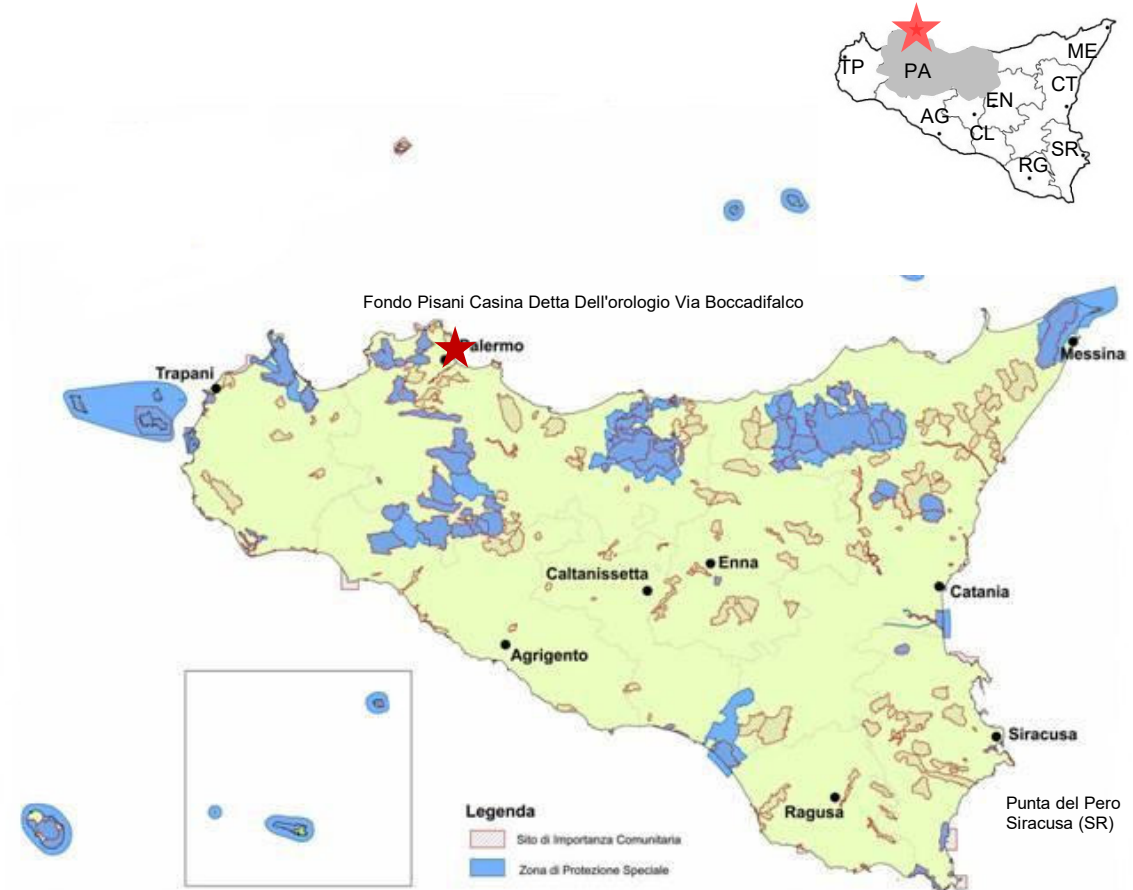 TP
PA
ME
CT
EN
AG
CL
SR
RG
Fondo Pisani Casina Detta Dell'orologio Via Boccadifalco
Palermo
Messina
Trapani
Enna
Caltanissetta
Catania
Agrigento
Siracusa
Ragusa
Punta del Pero
Siracusa (SR)
Legenda
Sito di Importanza Comunitaria
Zona di Protezione Speciale